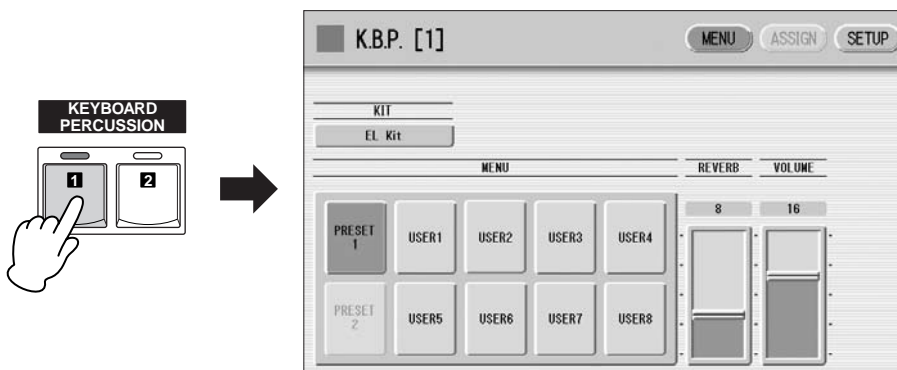 KEYBOARD
PERCUSSION
1
2
K.B.P. [1]
MENU
ASSIGN
SETUP
KIT
EL Kit
MENU
REVERB
VOLUME
8
16
PRESET
1
USER1
USER2
USER3
USER4
PRESET
2
USER5
USER6
USER7
USER8